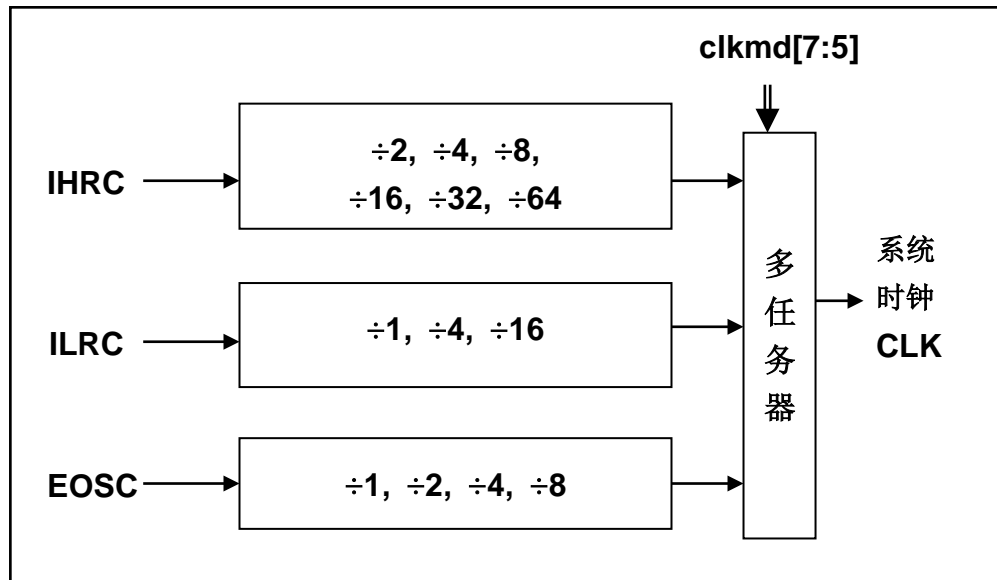 clkmd[7:5]
IHRC
÷2, ÷4, ÷8,
÷16, ÷32, ÷64
ILRC
÷1, ÷4, ÷16
EOSC
÷1, ÷2, ÷4, ÷8
多
任
务
器
系统
时钟
CLK